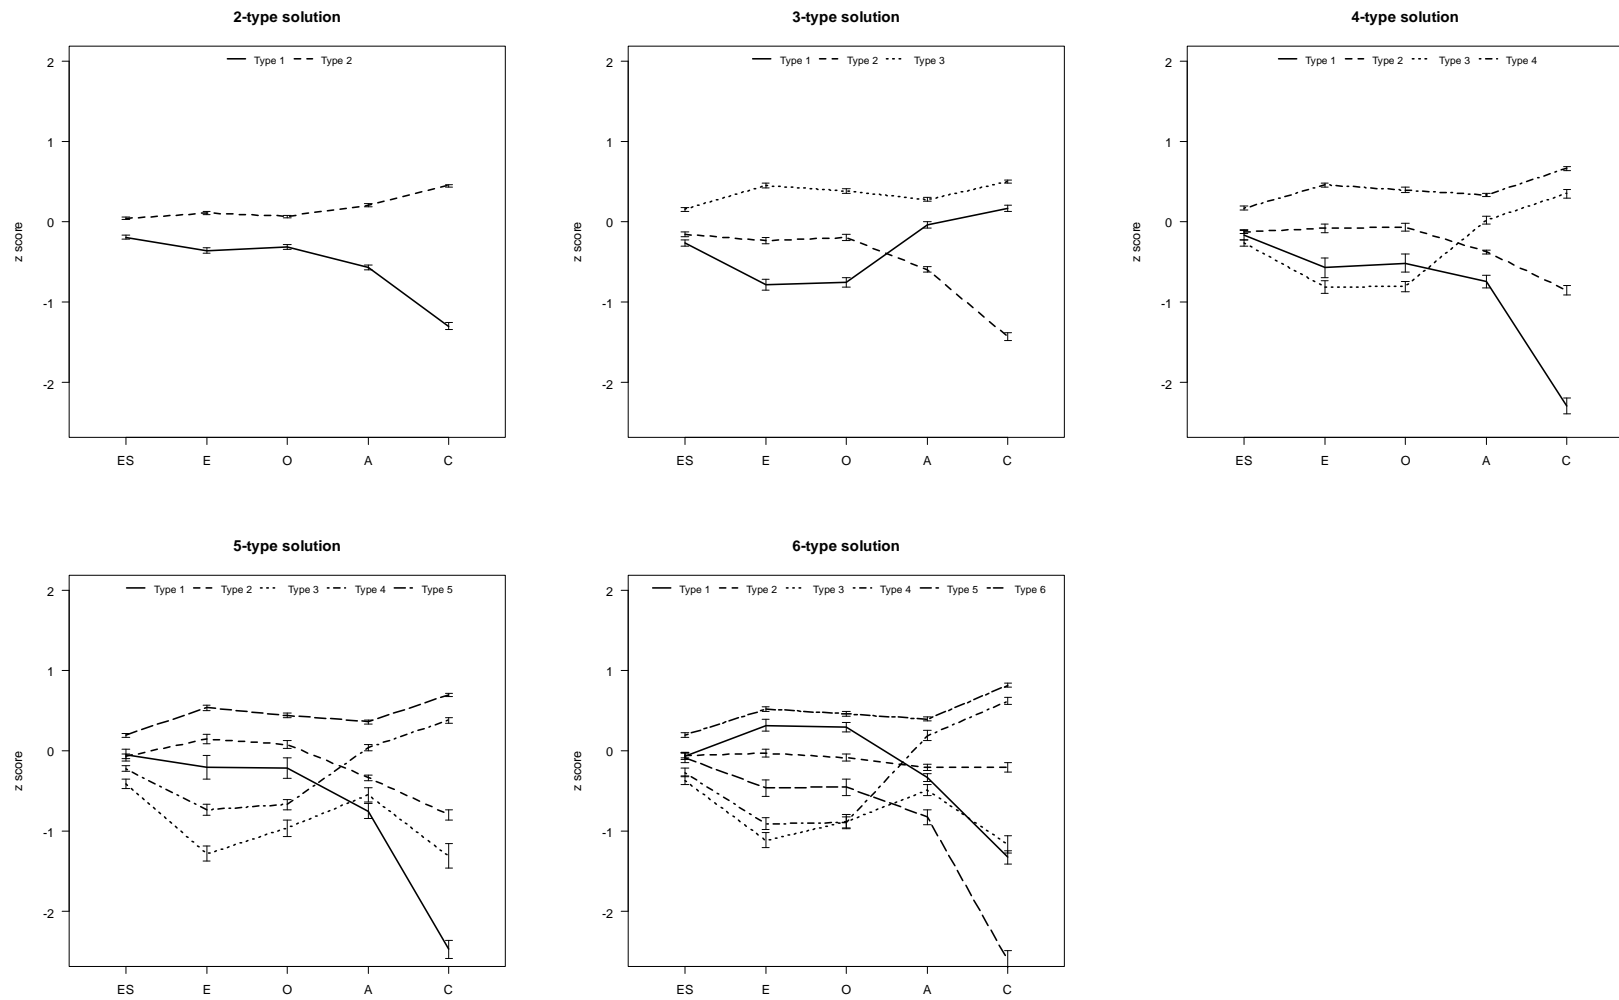 2-type solution
Type 1 Type 2
2
1
0
-1
-2
z score
ES E O A C
3-type solution
Type 1 Type 2 Type 3
2
1
0
-1
-2
z score
ES E O A C
4-type solution
Type 1 Type 2 Type 3 Type 4
2
1
0
-1
-2
z score
ES E O A C
5-type solution
Type 1 Type 2 Type 3 Type 4 Type 5
2
1
0
-1
-2
z score
ES E O A C
6-type solution
Type 1 Type 2 Type 3 Type 4 Type 5 Type 6
2
1
0
-1
-2
z score
ES E O A C